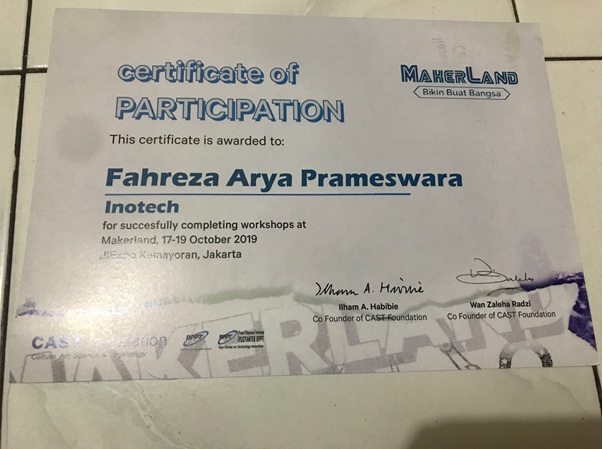 certificate of
PARTICIPATION
MAKERLAND
Bikin Buat Bangsa
This certificate is awarded to:
Fahreza Arya Prameswara
Inotech
for succesfully completing workshops at
Makerland, 17-19 October 2019
JIExpo Kemayoran, Jakarta
Ilham A. Habibie
Co Founder of CAST Foundation
Wan Zaleha Radzi
Co Founder of CAST Foundation
MAKERLAND
CAST Foundation
Culture, Art, Science & Technology
BPPT